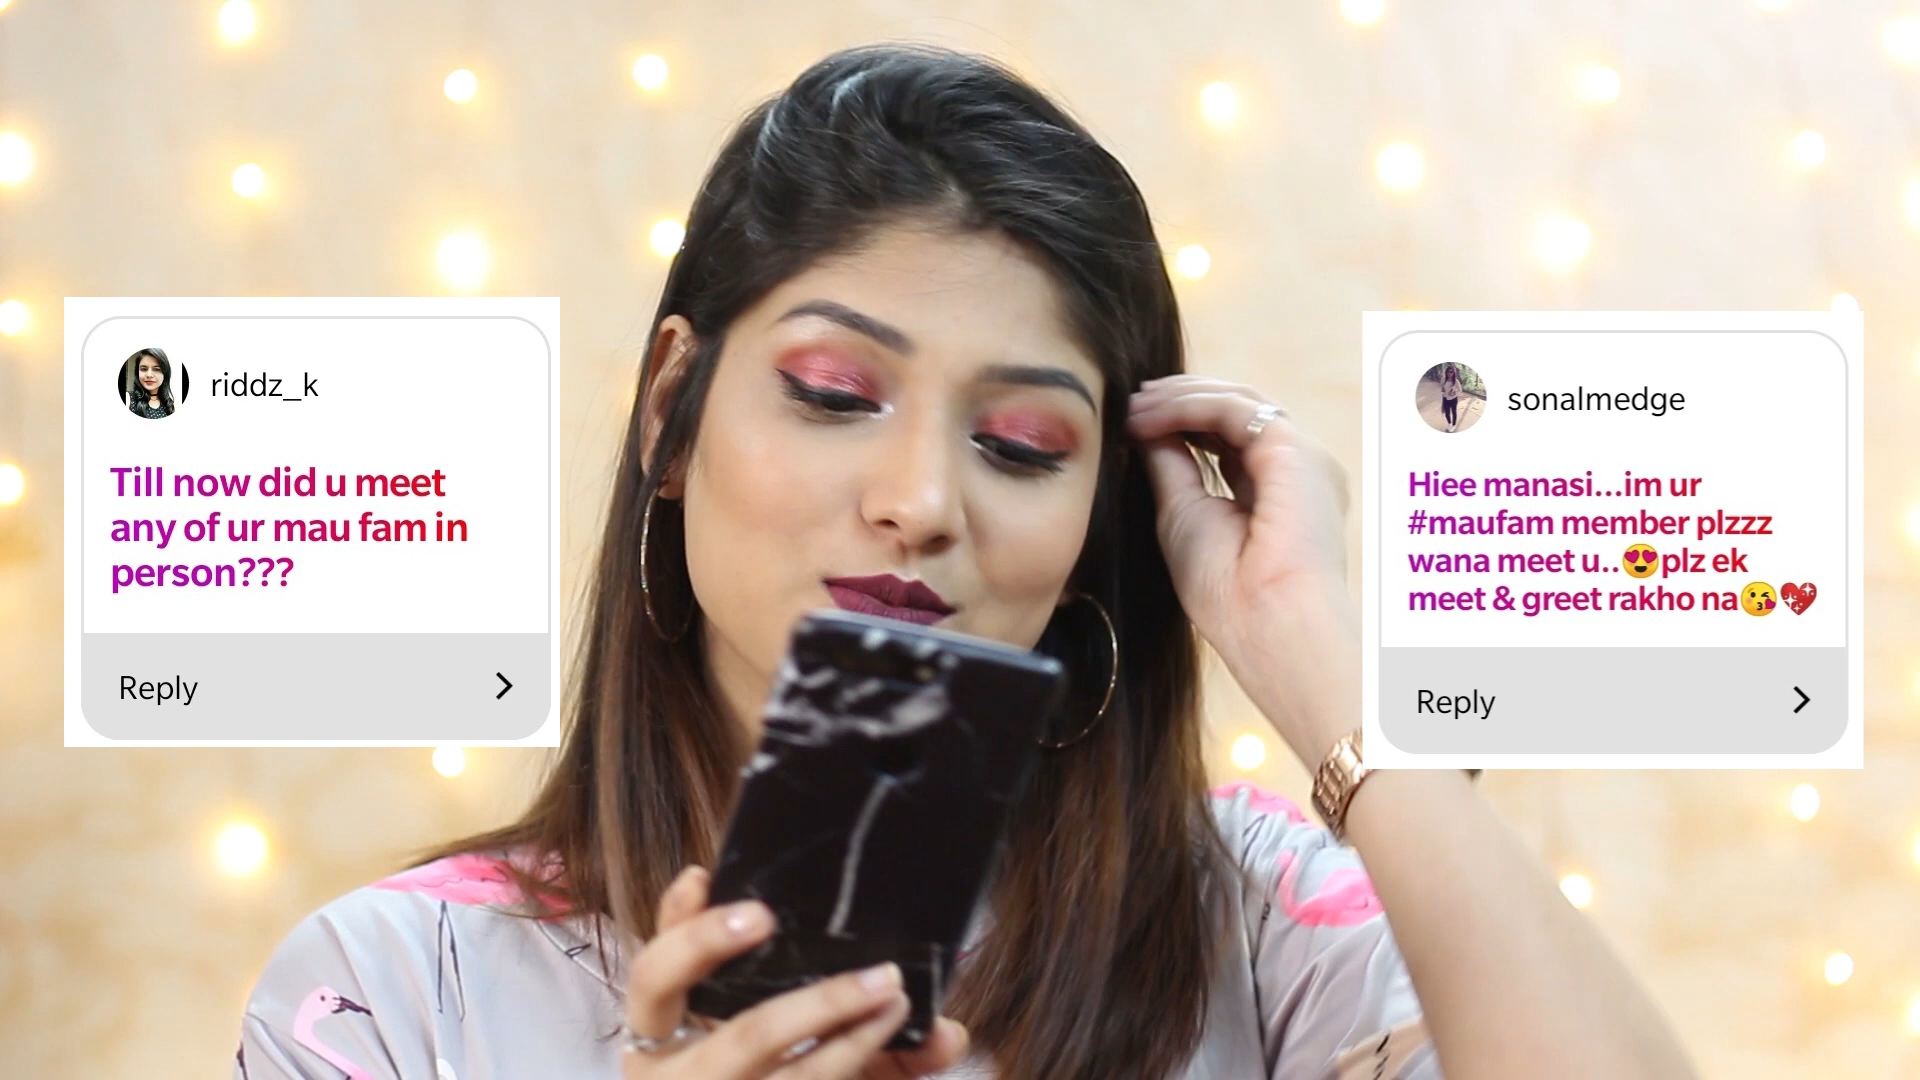 riddz_k
Till now did u meet
any of ur mau fam in
person???
Reply
sonalmedge
Hiee manasi...im ur
#maufam member plzzz
wana meet u..😍plz ek
meet & greet rakho na😘💖
Reply